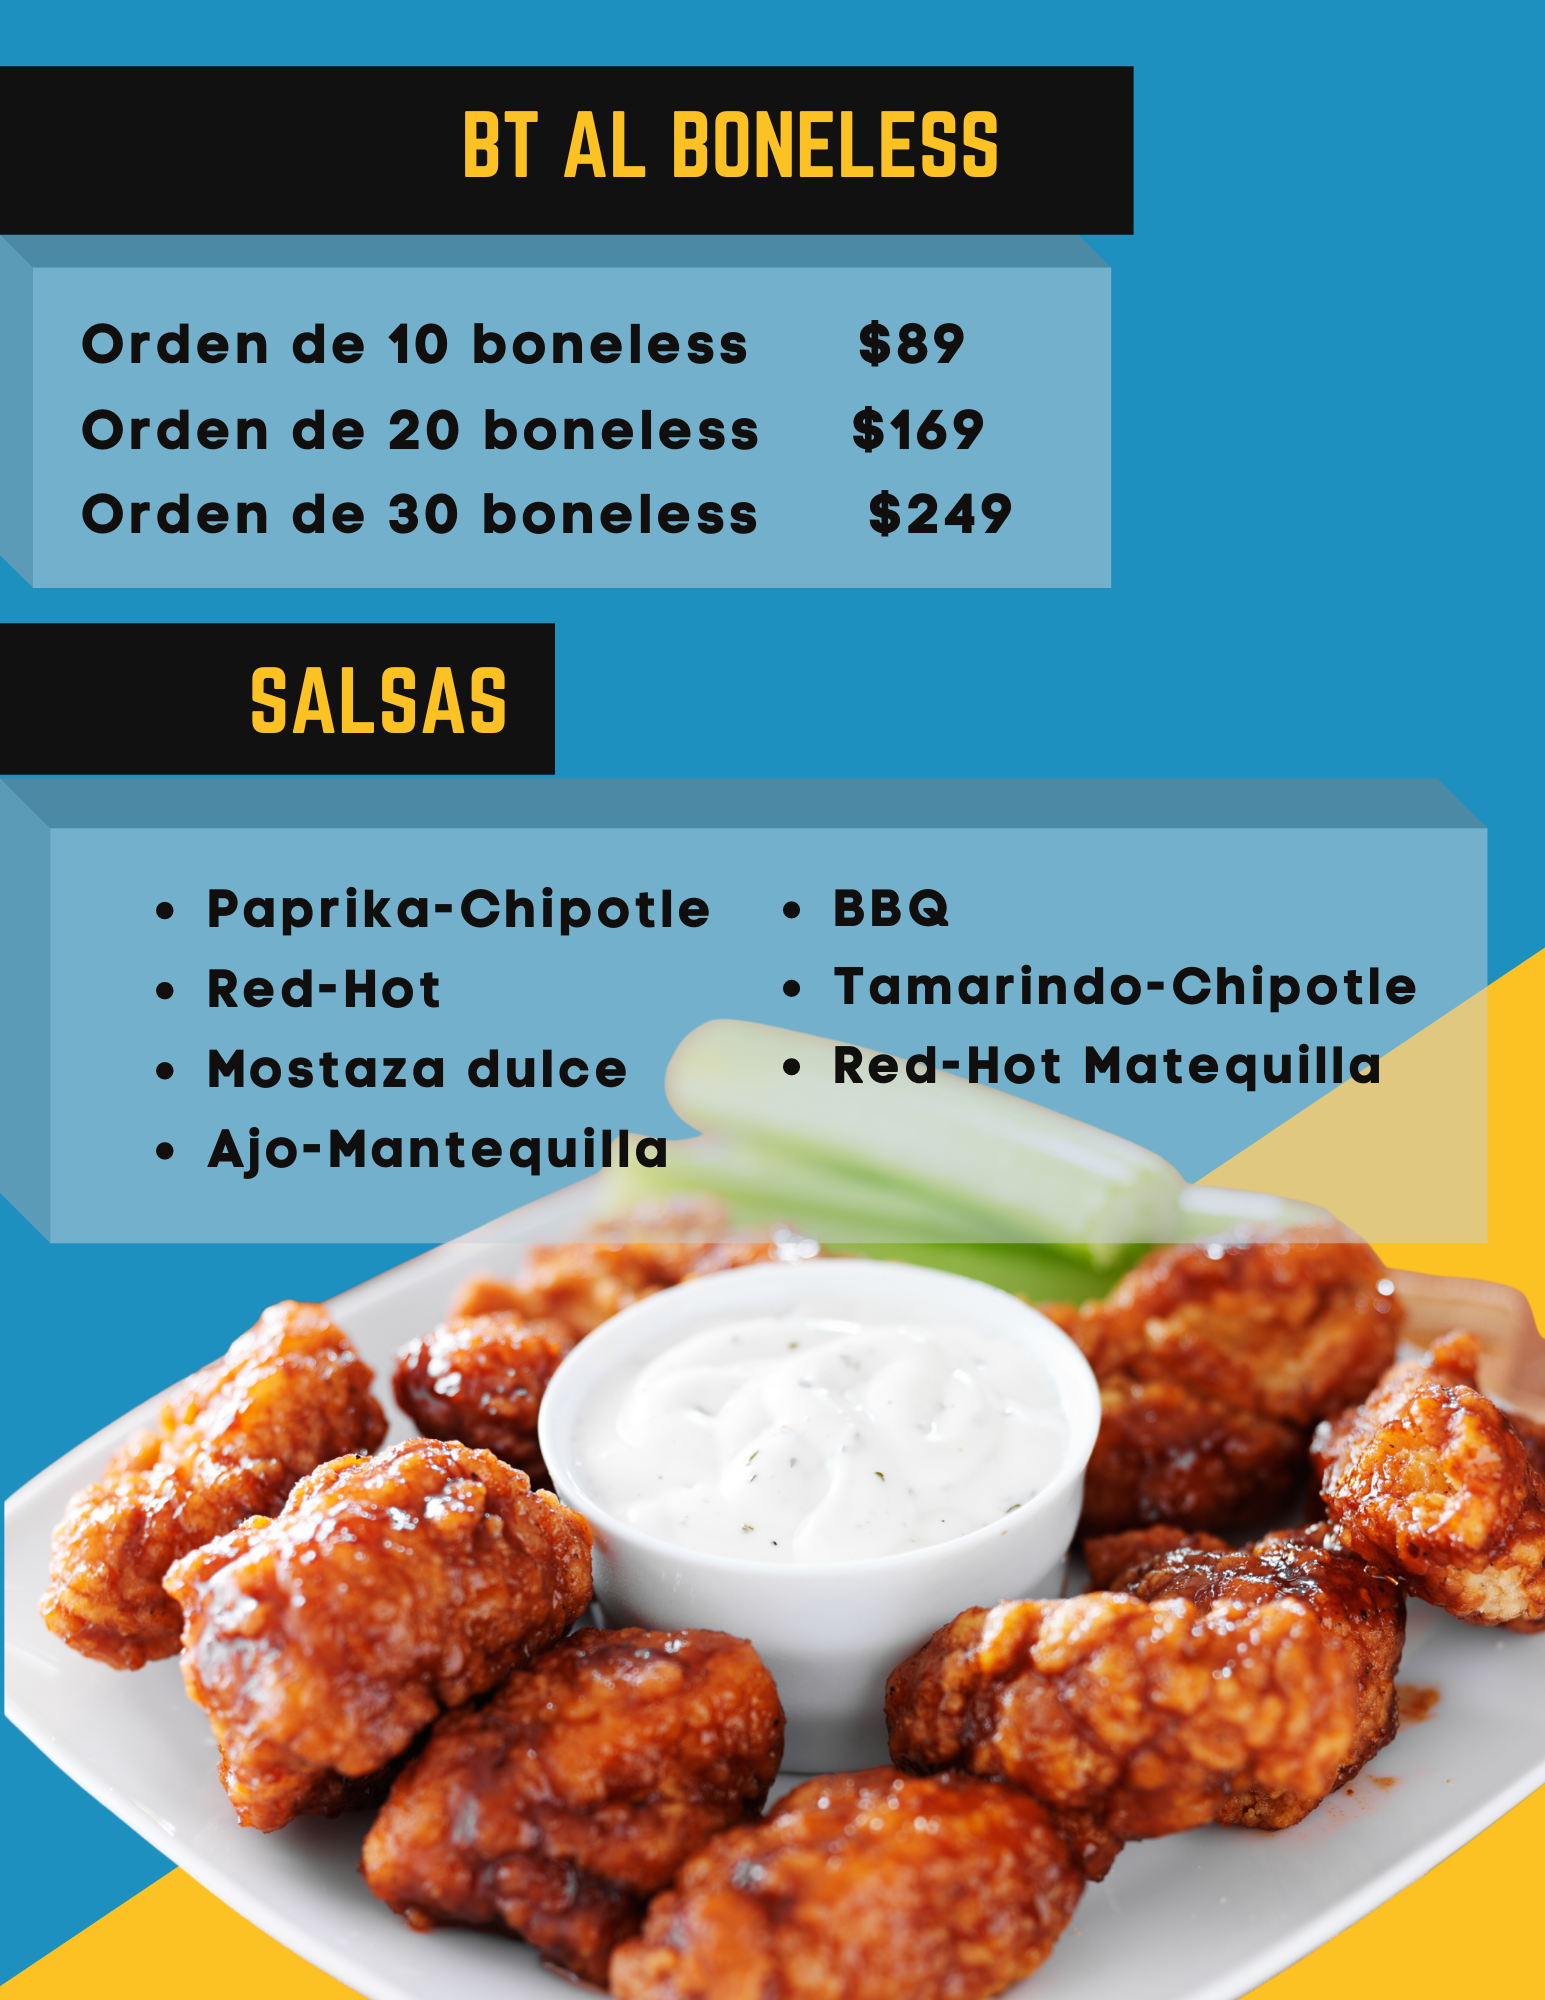 BT AL BONELESS
Orden de 10 boneless $89
Orden de 20 boneless $169
Orden de 30 boneless $249
SALSAS
• Paprika-Chipotle
• Red-Hot
• Mostaza dulce
• Ajo-Mantequilla
• BBQ
• Tamarindo-Chipotle
• Red-Hot Matequilla